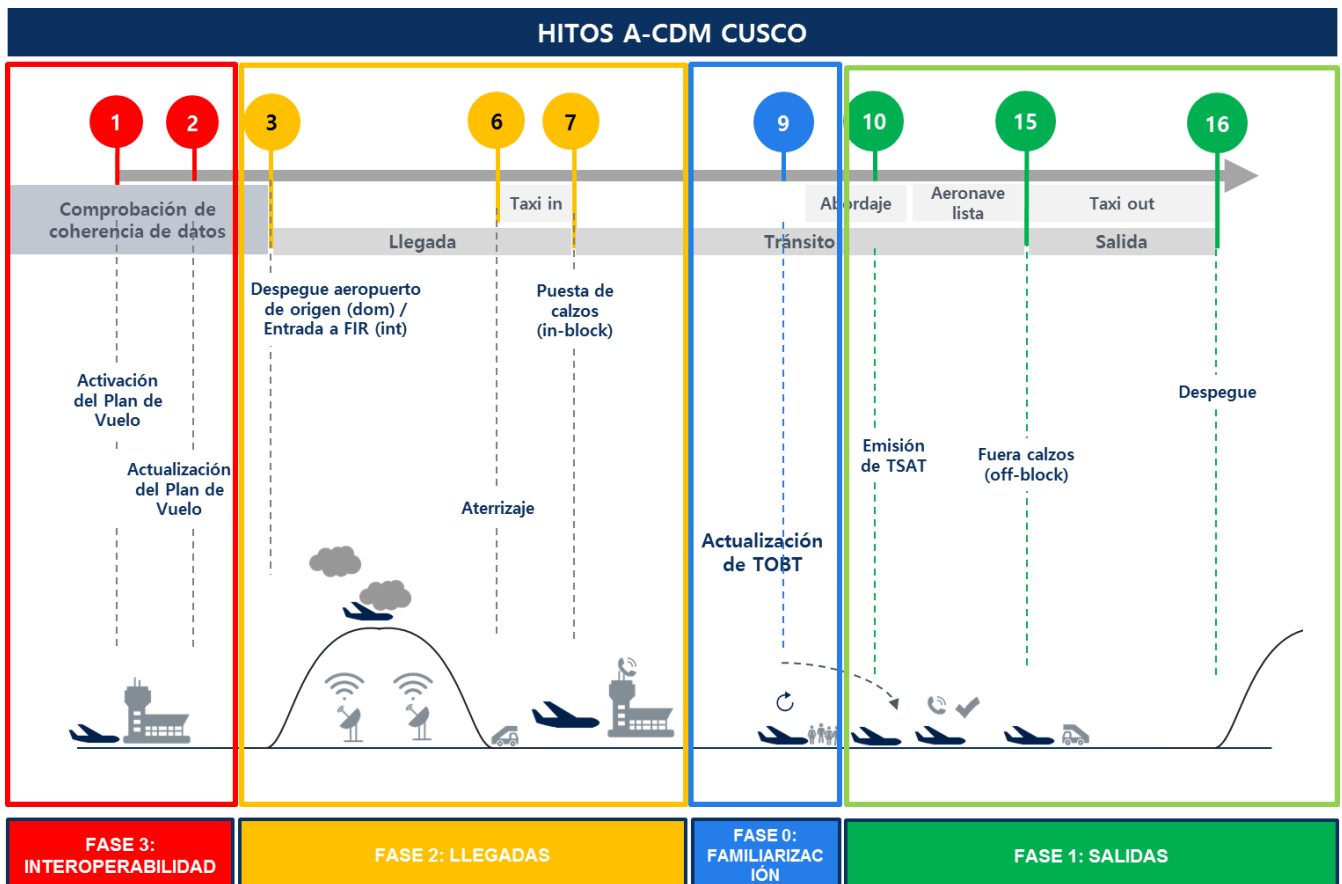 HITOS A-CDM CUSCO
1
2
3
6
7
9
10
15
16
Comprobación de
coherencia de datos
Taxi in
Abordaje
Aeronave
lista
Taxi out
Llegada
Tránsito
Salida
Despegue aeropuerto
de origen (dom) /
Entrada a FIR (int)
Puesta de
calzos
(in-block)
Activación
del Plan de
Vuelo
Despegue
Actualización
del Plan de
Vuelo
Emisión
de TSAT
Fuera calzos
(off-block)
Aterrizaje
Actualización
de TOBT
FASE 3:
INTEROPERABILIDAD
FASE 2: LLEGADAS
FASE 0:
FAMILIARIZAC
IÓN
FASE 1: SALIDAS